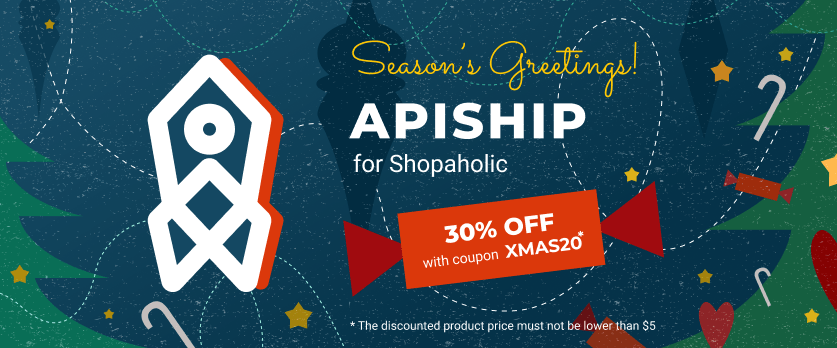 Season's Greetings!
APISHIP
for Shopaholic
30% OFF
with coupon XMAS20*
* The discounted product price must not be lower than $5